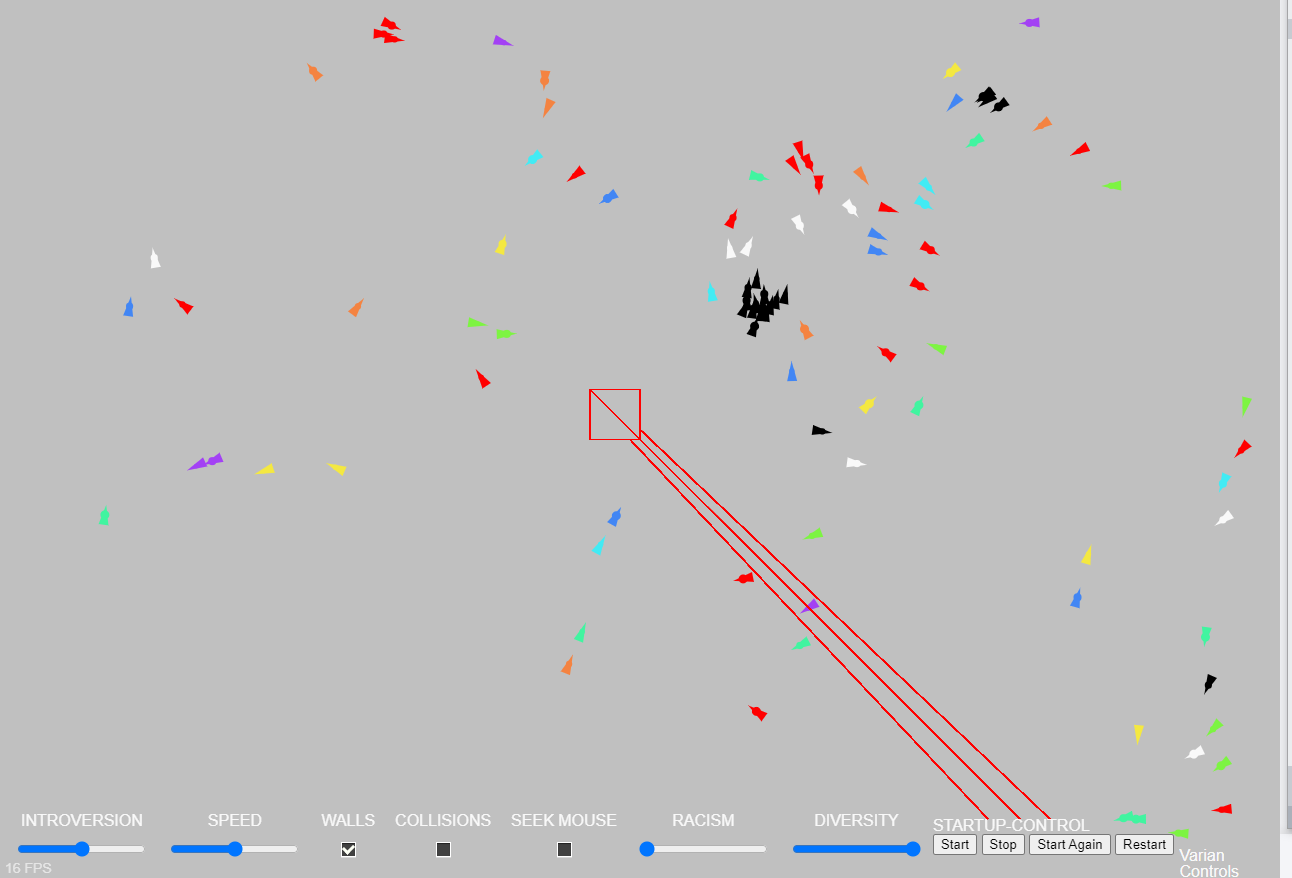 INTROVERSION SPEED WALLS COLLISIONS SEEK MOUSE RACISM DIVERSITY STARTUP-CONTROL
Start Stop Start Again Restart
16 FPS
Varian
Controls